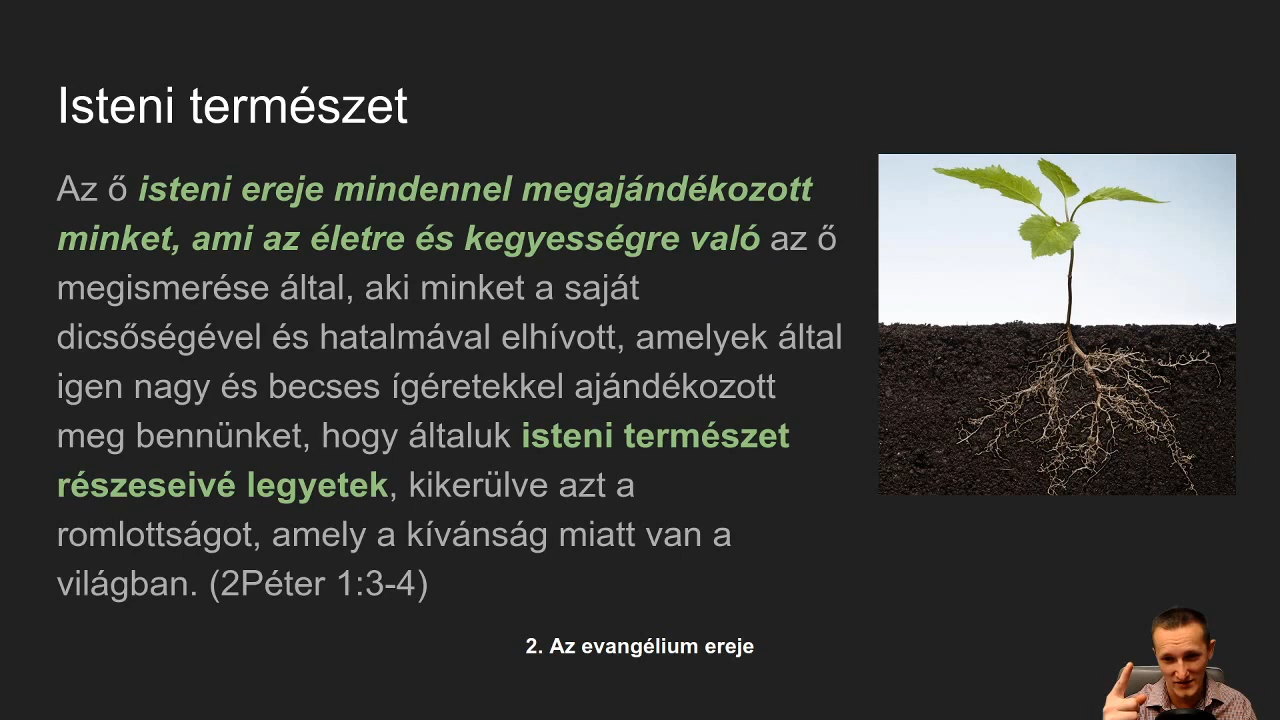 Isteni természet
Az ő isteni ereje mindennel megajándékozott
minket, ami az életre és kegyességre való az ő
megismerése által, aki minket a saját
dicsőségével és hatalmával elhívott, amelyek által
igen nagy és becses ígéretekkel ajándékozott
meg bennünket, hogy általuk isteni természet
részeseivé legyetek, kikerülve azt a
romlottságot, amely a kívánság miatt van a
világban. (2Péter 1:3-4)
2. Az evangélium ereje